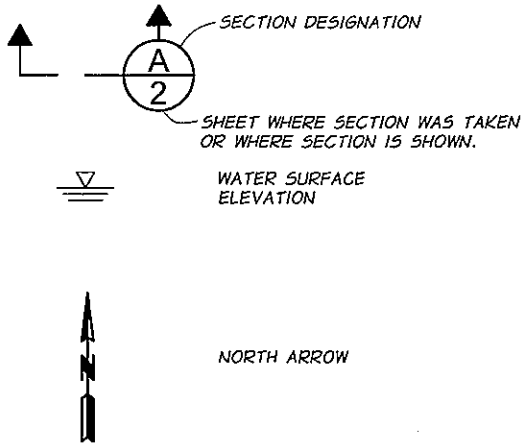 SECTION DESIGNATION
A
2
SHEET WHERE SECTION WAS TAKEN
OR WHERE SECTION IS SHOWN.
WATER SURFACE
ELEVATION
N
NORTH ARROW